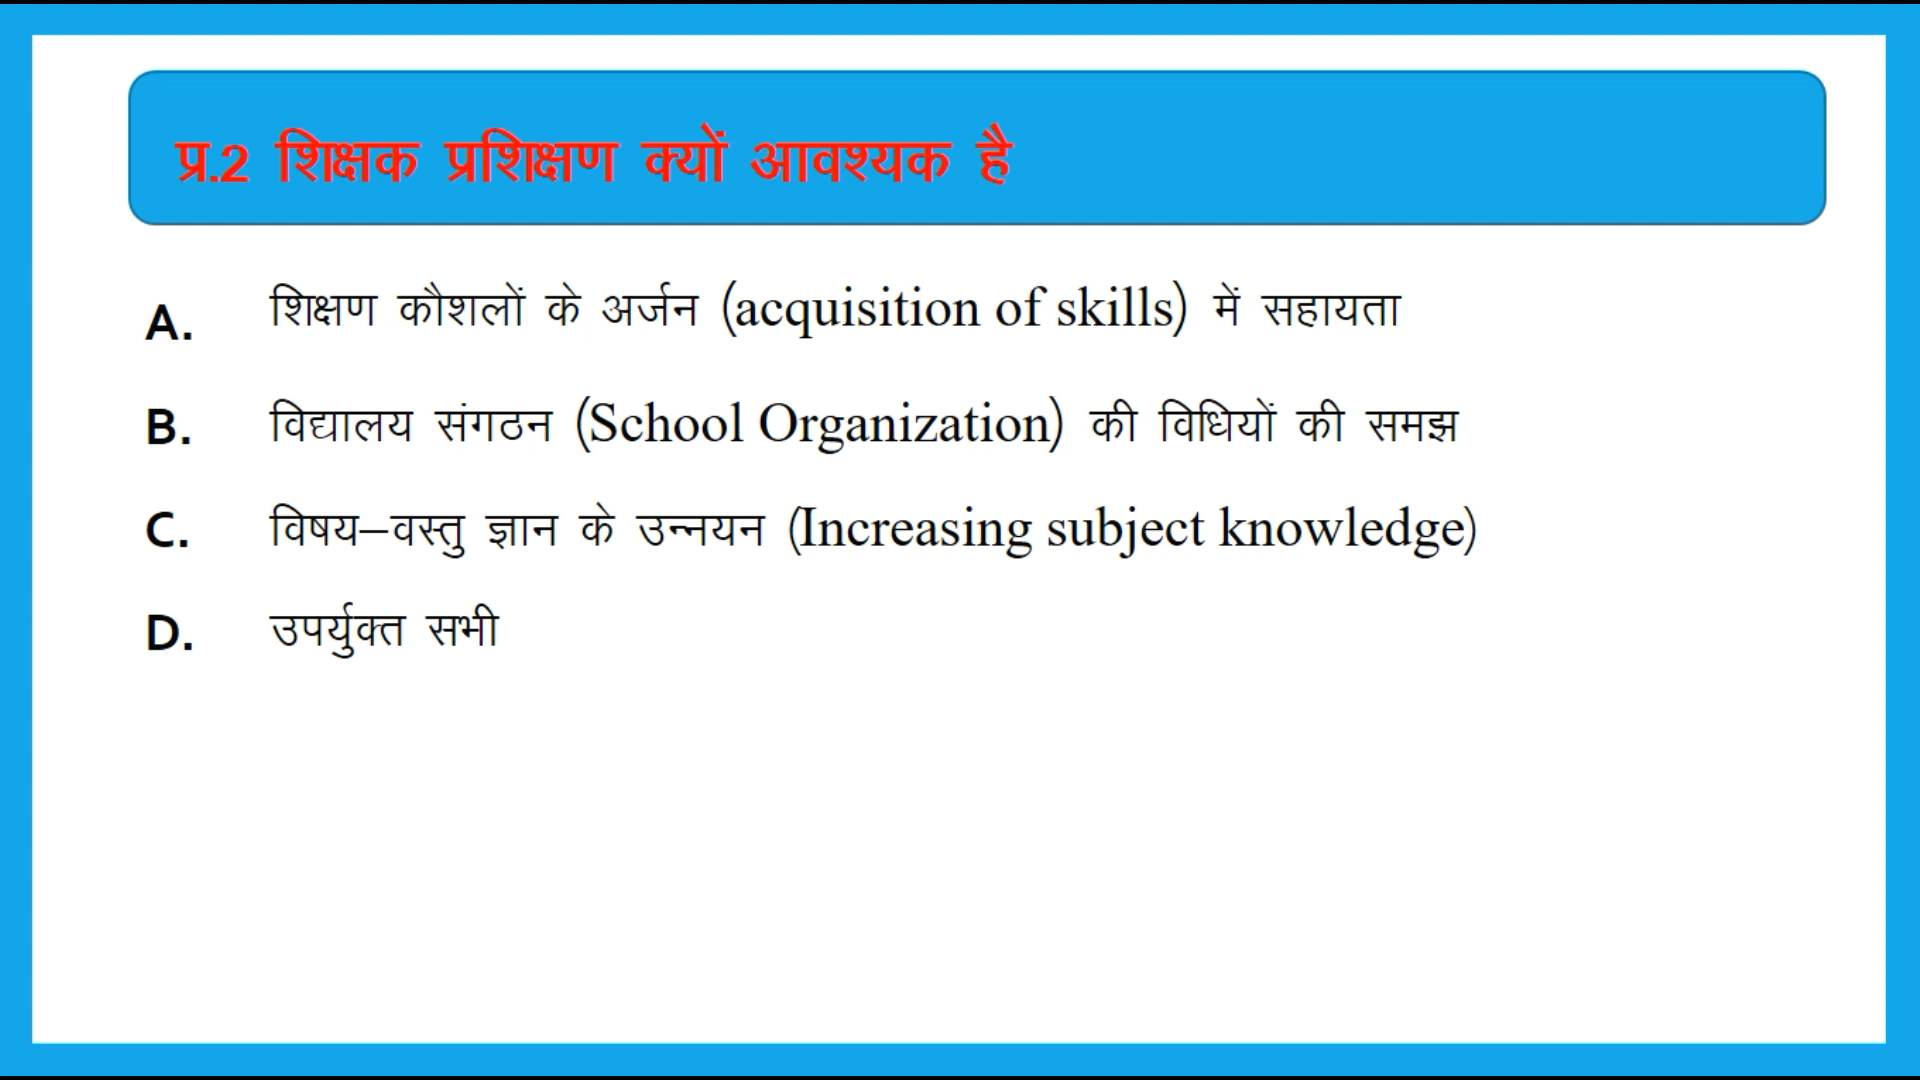 प्र.2 शिक्षक प्रशिक्षण क्यों आवश्यक है
A. शिक्षण कौशलों के अर्जन (acquisition of skills) में सहायता
B. विद्यालय संगठन (School Organization) की विधियों की समझ
C. विषय–वस्तु ज्ञान के उन्नयन (Increasing subject knowledge)
D. उपर्युक्त सभी